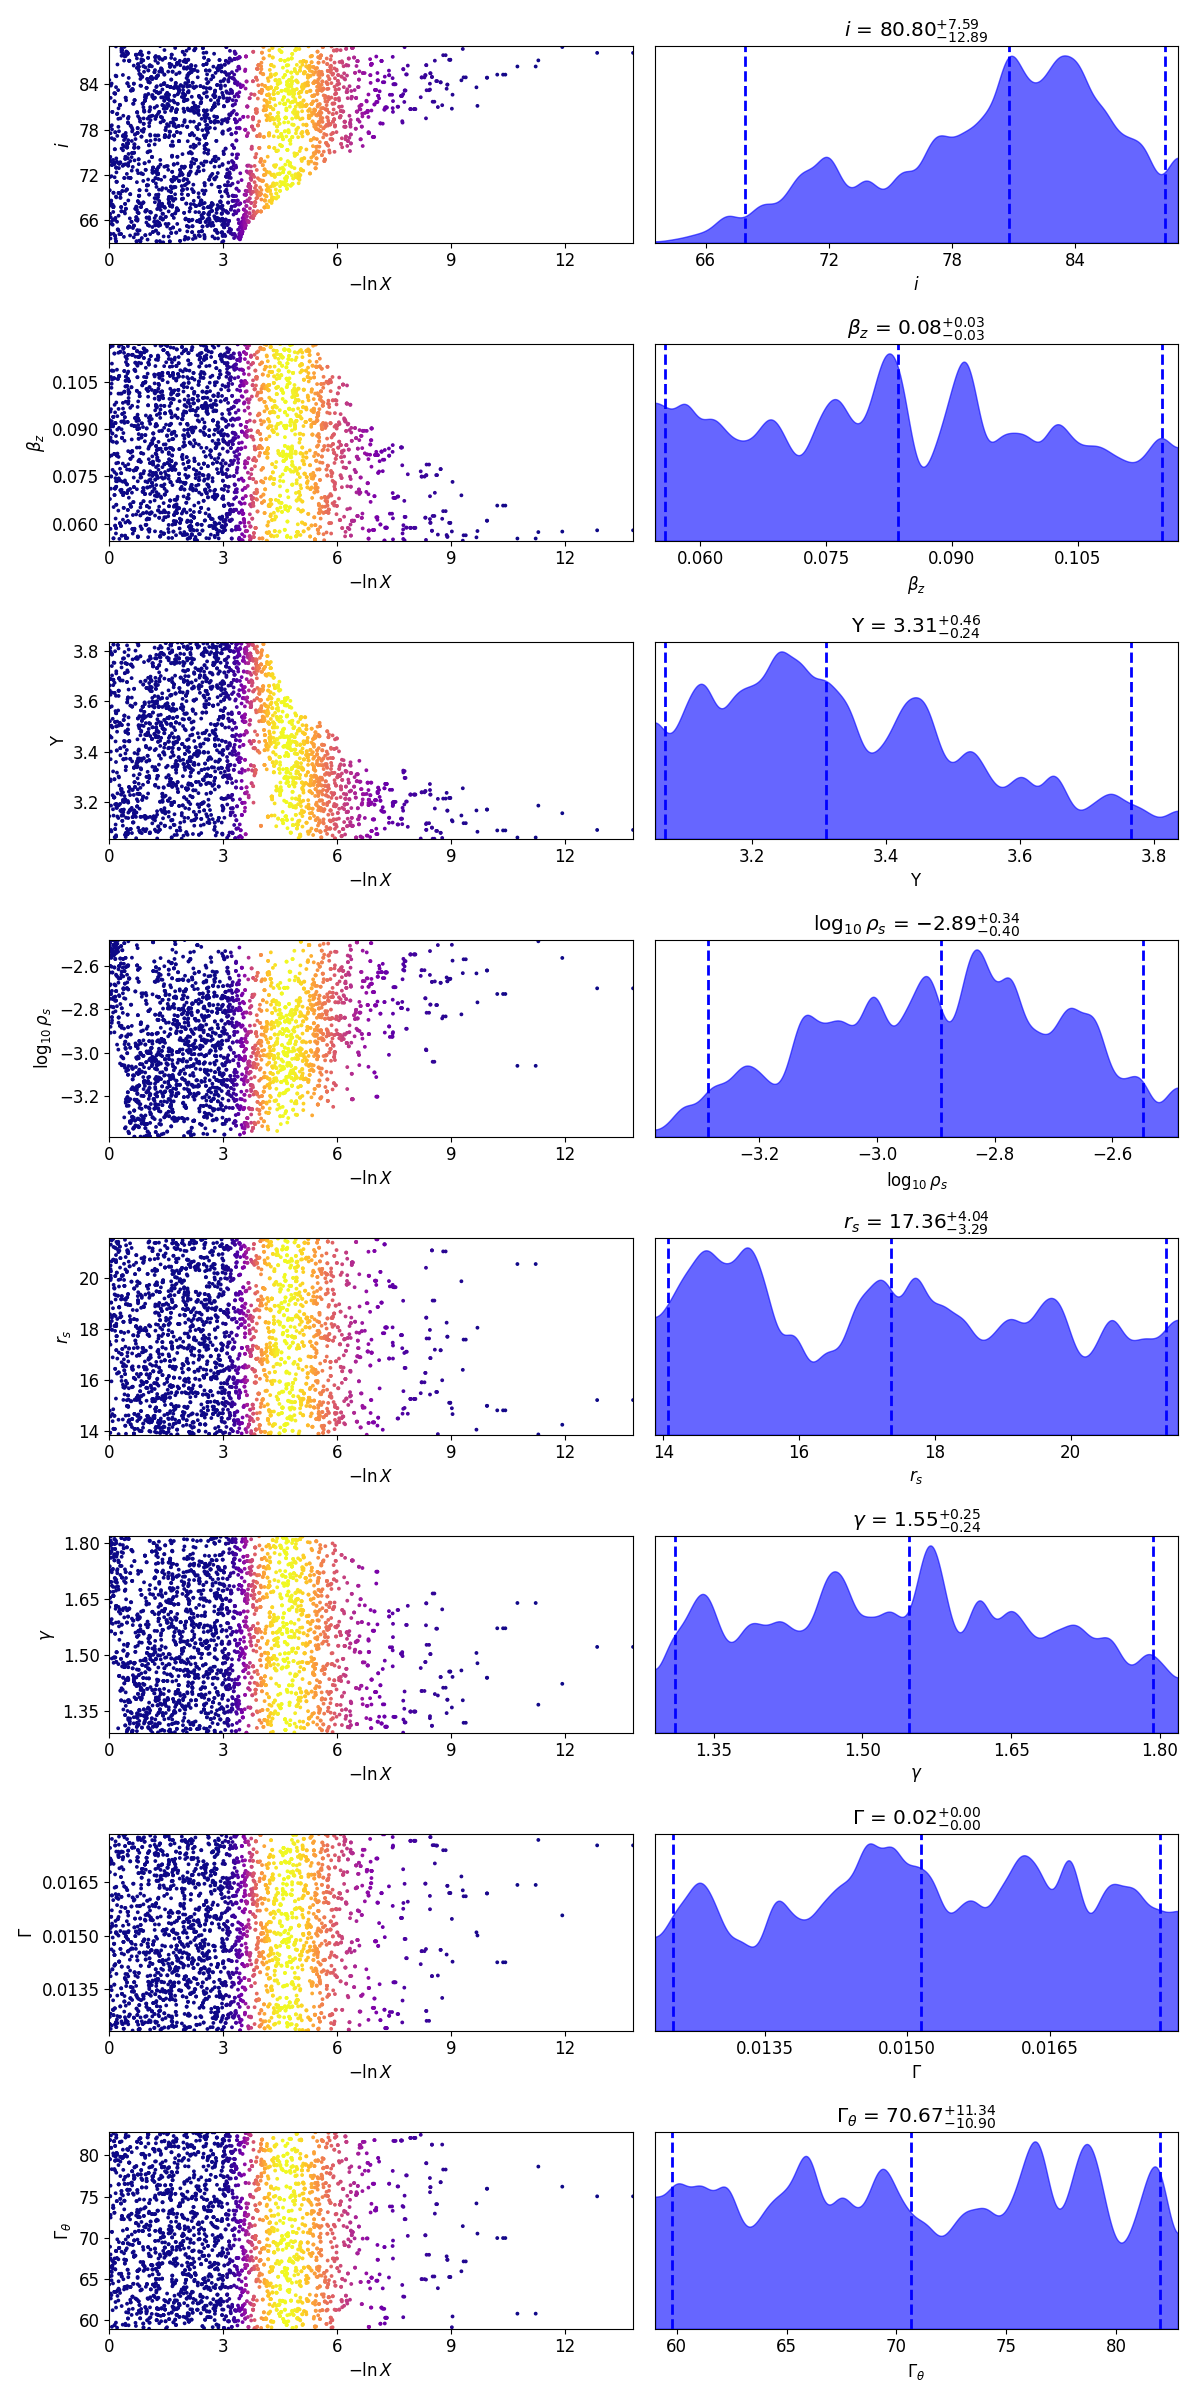 i = 80.80^{+7.59}_{-12.89}
84
78
72
66
i
0 3 6 9 12
−ln X
66 72 78 84
i
β_z = 0.08^{+0.03}_{-0.03}
0.105
0.090
0.075
0.060
β_z
0 3 6 9 12
−ln X
0.060 0.075 0.090 0.105
β_z
Υ = 3.31^{+0.46}_{-0.24}
3.8
3.6
3.4
3.2
Υ
0 3 6 9 12
−ln X
3.2 3.4 3.6 3.8
Υ
log₁₀ ρ_s = −2.89^{+0.34}_{-0.40}
−2.6
−2.8
−3.0
−3.2
log₁₀ ρ_s
0 3 6 9 12
−ln X
−3.2 −3.0 −2.8 −2.6
log₁₀ ρ_s
r_s = 17.36^{+4.04}_{-3.29}
20
18
16
14
r_s
0 3 6 9 12
−ln X
14 16 18 20
r_s
γ = 1.55^{+0.25}_{-0.24}
1.80
1.65
1.50
1.35
γ
0 3 6 9 12
−ln X
1.35 1.50 1.65 1.80
γ
Γ = 0.02^{+0.00}_{-0.00}
0.0165
0.0150
0.0135
Γ
0 3 6 9 12
−ln X
0.0135 0.0150 0.0165
Γ
Γ_θ = 70.67^{+11.34}_{-10.90}
80
75
70
65
60
Γ_θ
0 3 6 9 12
−ln X
60 65 70 75 80
Γ_θ